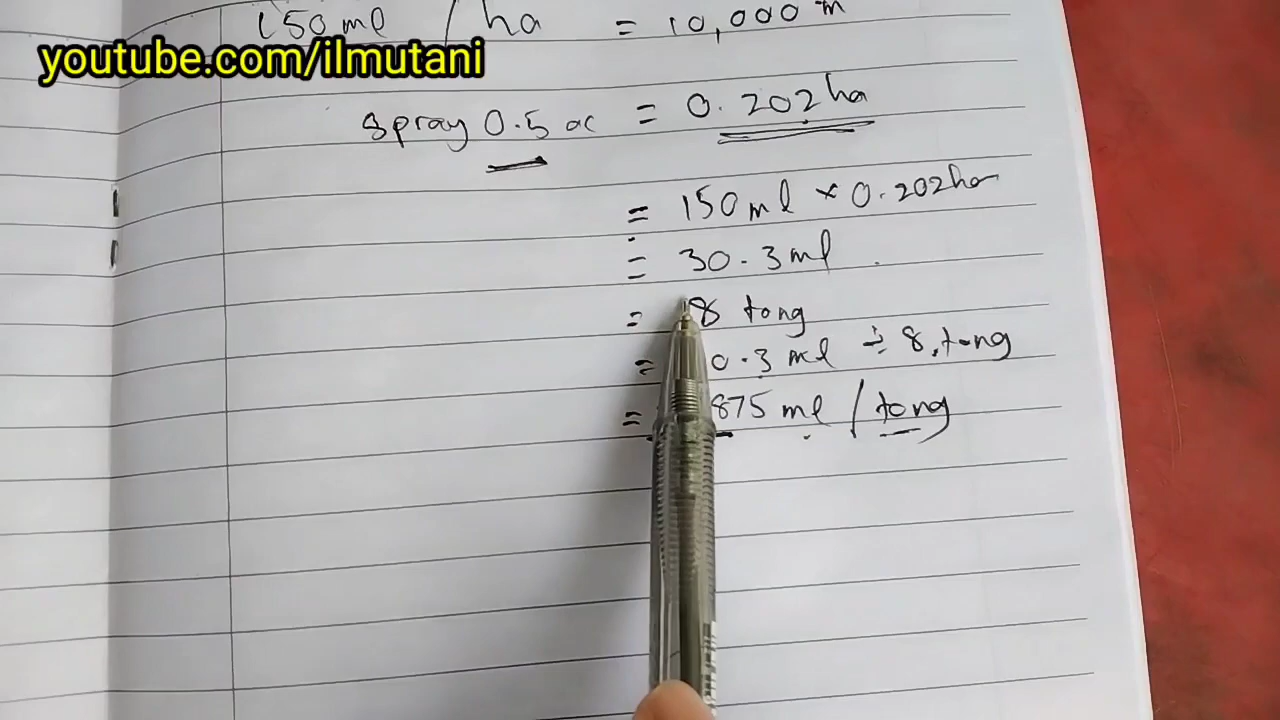 150 ml / ha = 10,000 m
youtube.com/ilmutani
spray 0.5 ac = 0.202 ha
= 150 ml × 0.202 ha
= 30.3 ml
= 8 tong
= 0.3 ml ÷ 8 tong
= 875 ml / tong